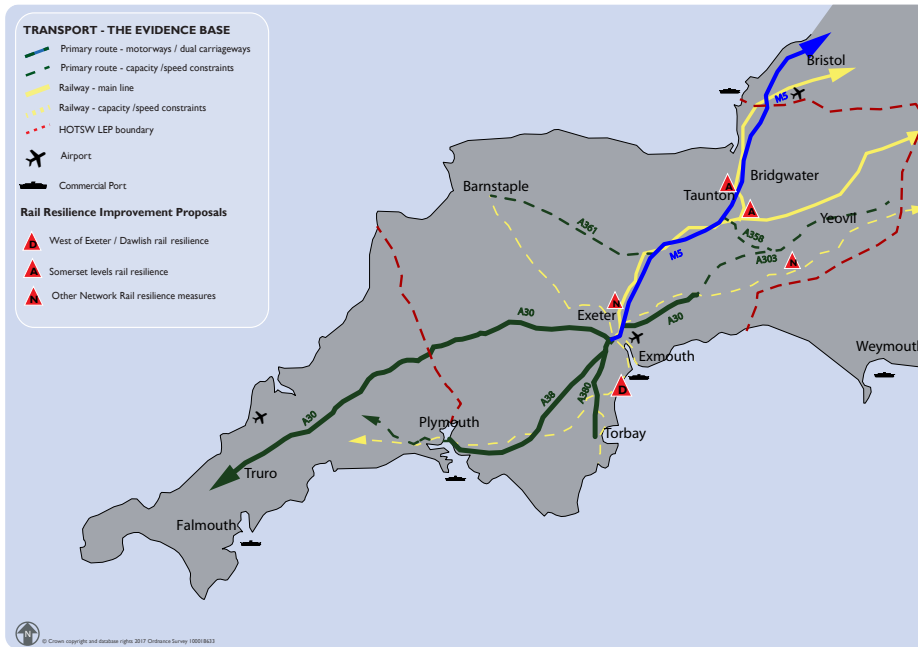 TRANSPORT - THE EVIDENCE BASE
Primary route - motorways / dual carriageways
Primary route - capacity /speed constraints
Railway - main line
Railway - capacity /speed constraints
HOTSW LEP boundary
Airport
Commercial Port
Rail Resilience Improvement Proposals
D West of Exeter / Dawlish rail resilience
A Somerset levels rail resilience
N Other Network Rail resilience measures
Bristol
M5
Barnstaple
A
Bridgwater
Taunton
A
Yeovil
A361
A358
M5
A303
N
N
Exeter
A30
A30
Exmouth
Weymouth
D
A38
A380
A30
Plymouth
Torbay
Truro
Falmouth
N
© Crown copyright and database rights 2017 Ordnance Survey 100018633